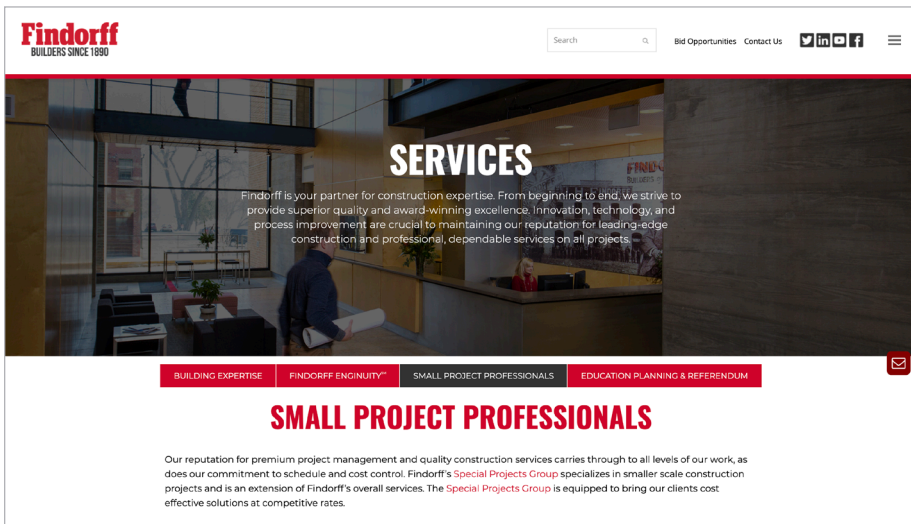 Findorff
BUILDERS SINCE 1890
Search
Bid Opportunities Contact Us
SERVICES
Findorff is your partner for construction expertise. From beginning to end, we strive to
provide superior quality and award-winning excellence. Innovation, technology, and
process improvement are crucial to maintaining our reputation for leading-edge
construction and professional, dependable services on all projects.
BUILDING EXPERTISE
FINDORFF ENGINUITY℠
SMALL PROJECT PROFESSIONALS
EDUCATION PLANNING & REFERENDUM
SMALL PROJECT PROFESSIONALS
Our reputation for premium project management and quality construction services carries through to all levels of our work, as
does our commitment to schedule and cost control. Findorff's Special Projects Group specializes in smaller scale construction
projects and is an extension of Findorff's overall services. The Special Projects Group is equipped to bring our clients cost
effective solutions at competitive rates.